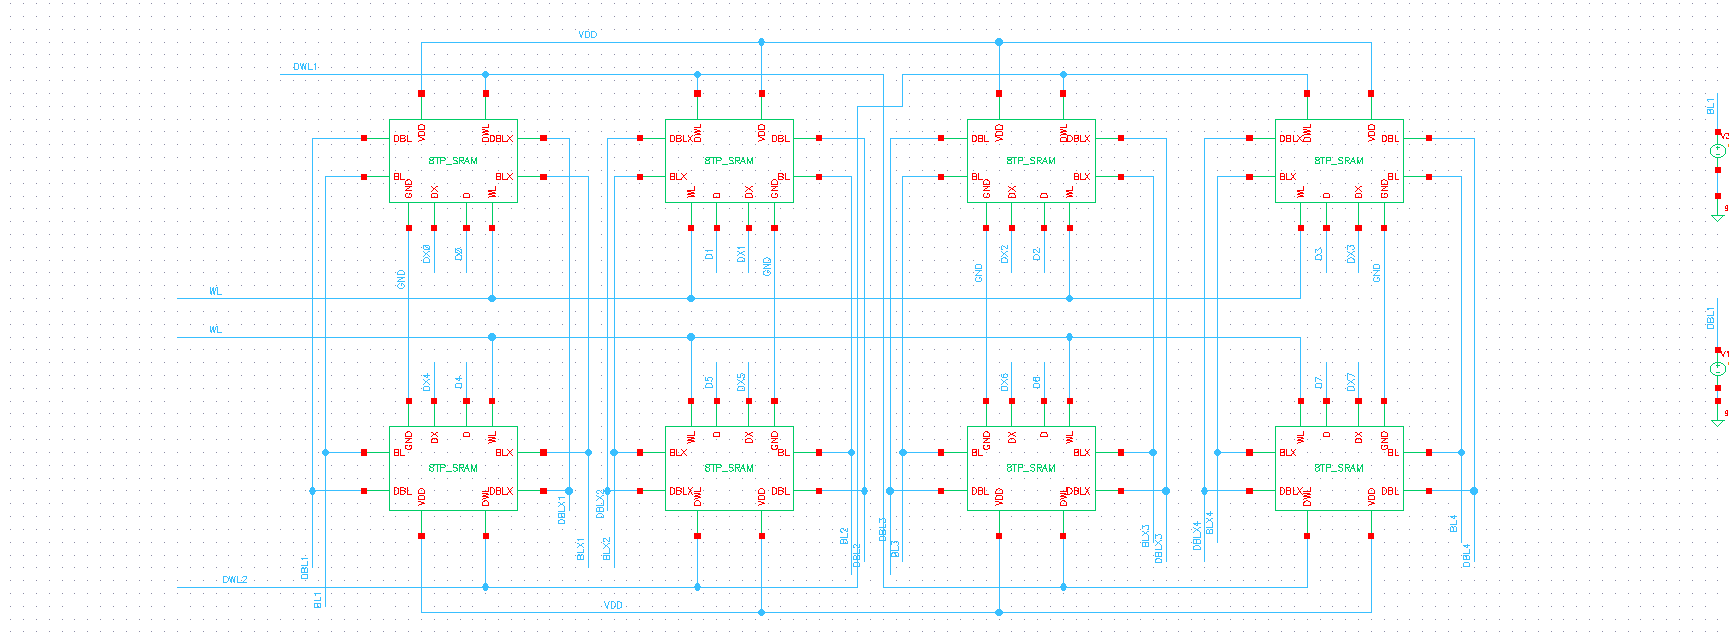 VDD
DWL1
DBL VDD DWL DBLX
8TP_SRAM
BL GND DX D WL BLX
DBLX DWL VDD DBL
8TP_SRAM
BLX WL D DX GND BL
DBL VDD DWL DBLX
8TP_SRAM
BL GND DX D WL BLX
DBLX DWL VDD DBL
8TP_SRAM
BLX WL D DX GND BL
BL1
GND DX0 D0 D1 DX1 GND GND DX2 D2 D3 DX3 GND
WL
WL
DBL1
DX4 D4 D5 DX5 DX6 D6 D7 DX7
GND DX D WL
BL BLX
8TP_SRAM
DBL VDD DWL DBLX
WL D DX GND
BLX BL
8TP_SRAM
DBLX DWL VDD DBL
GND DX D WL
BL BLX
8TP_SRAM
DBL VDD DWL DBLX
WL D DX GND
BLX BL
8TP_SRAM
DBLX DWL VDD DBL
DBL1 BL1 DBLX1 BLX1 DBLX2 BLX2 BL2 DBL2 DBL3 BL3 BLX3 DBLX3 DBLX4 BLX4 BL4 DBL4
DWL2
VDD